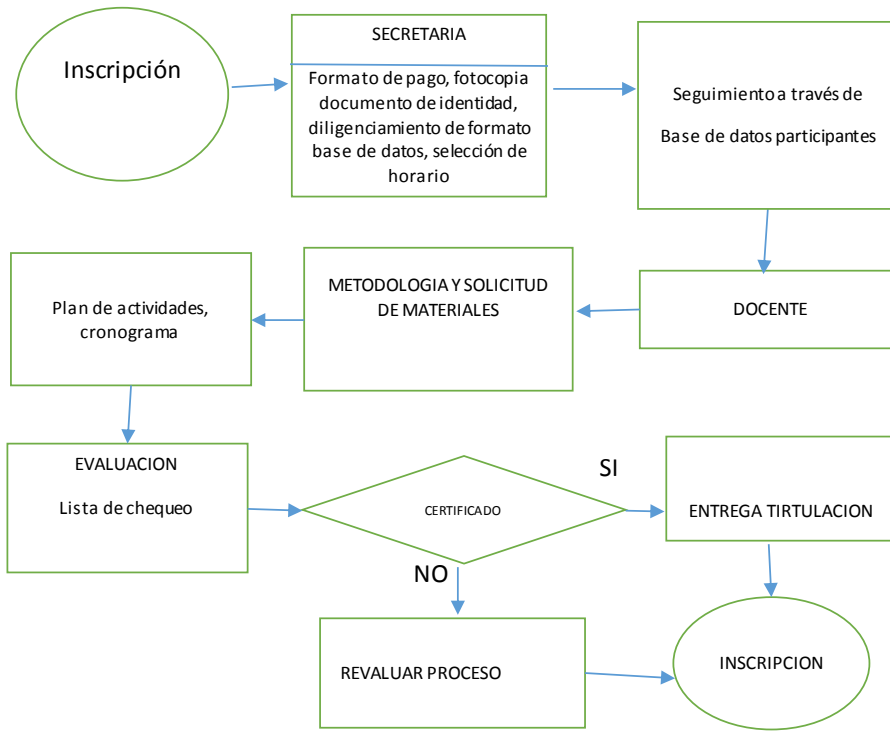 Inscripción
SECRETARIA
Formato de pago, fotocopia
documento de identidad,
diligenciamiento de formato
base de datos, selección de
horario
Seguimiento a través de
Base de datos participantes
DOCENTE
METODOLOGIA Y SOLICITUD
DE MATERIALES
Plan de actividades,
cronograma
EVALUACION
Lista de chequeo
CERTIFICADO
SI
ENTREGA TIRTULACION
NO
REVALUAR PROCESO
INSCRIPCION